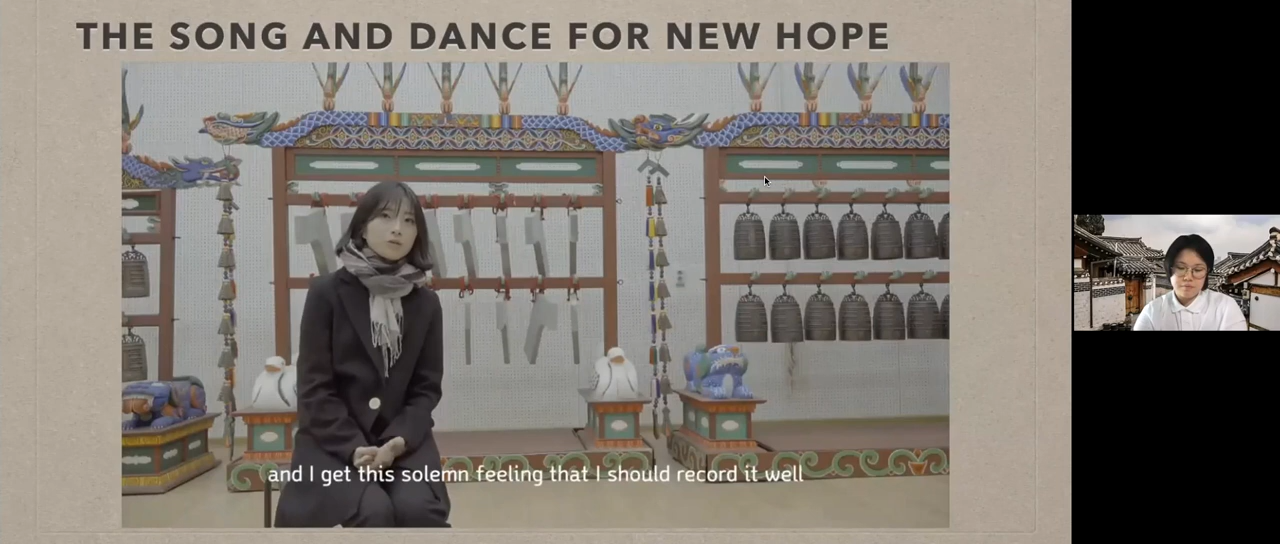 THE SONG AND DANCE FOR NEW HOPE
and I get this solemn feeling that I should record it well